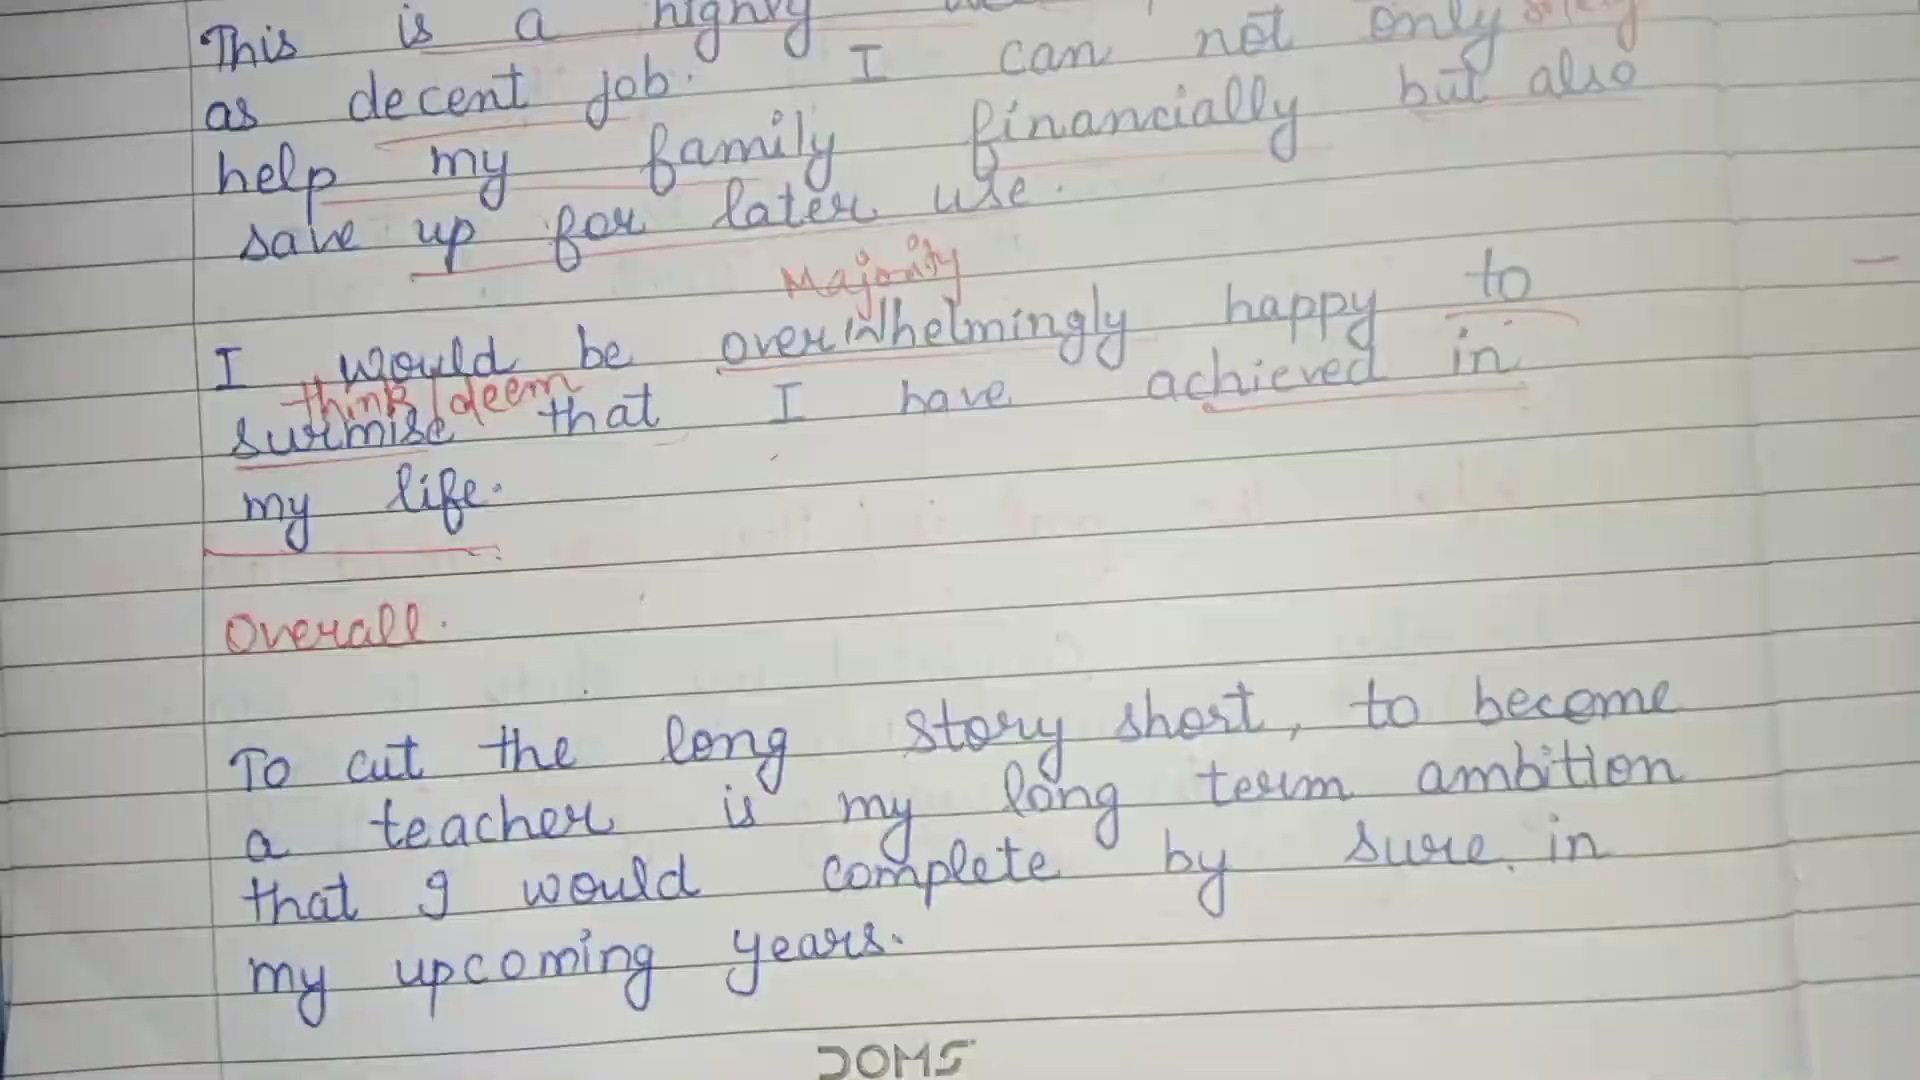 This is a highly
as decent job. I can not only
help my family financially but also
save up for later use.
Majority
I would be overwhelmingly happy to
think/deem
surmise that I have achieved in
my life.
Overall.
To cut the long story short, to become
a teacher is my long term ambition
that I would complete by sure. in
my upcoming years.
DOMS